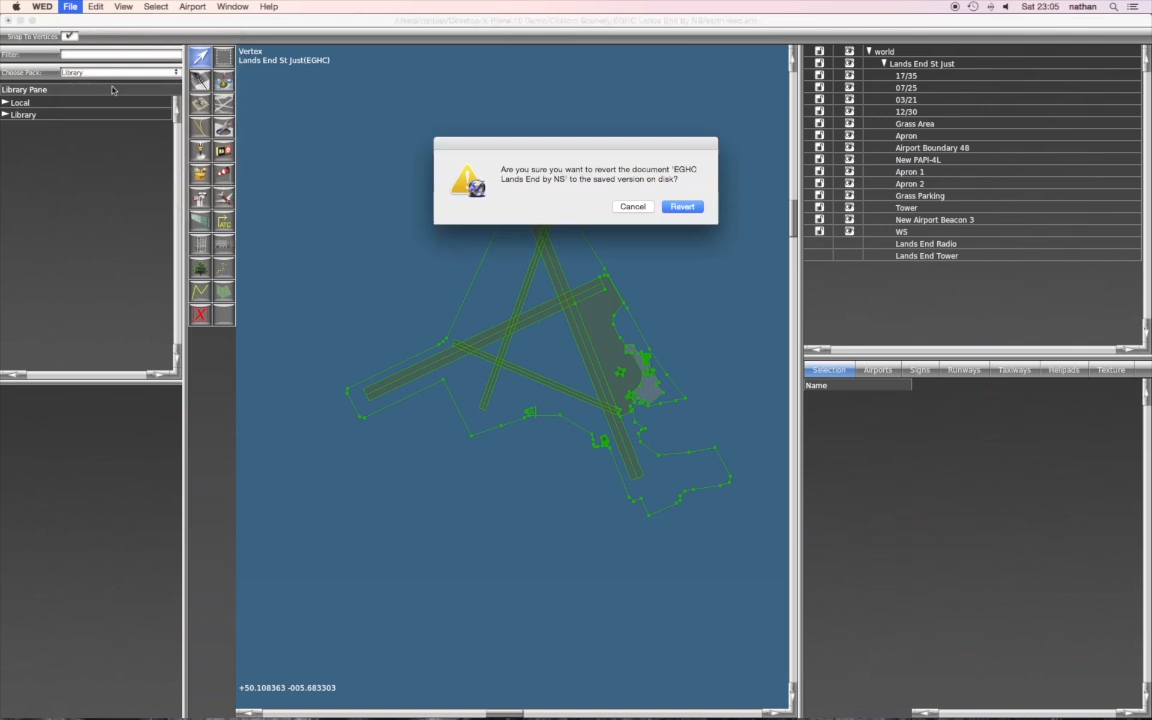 WED File Edit View Select Airport Window Help Sat 23:05 nathan
Snap To Vertices
Filter:
Choose Pack: Library
Library Pane
Local
Library
Vertex
Lands End St Just(EGHC)
Are you sure you want to revert the document 'EGHC
Lands End by NS' to the saved version on disk?
Cancel Revert
ATC
+50.108363 -005.683303
world
Lands End St Just
17/35
07/25
03/21
12/30
Grass Area
Apron
Airport Boundary 48
New PAPI-4L
Apron 1
Apron 2
Grass Parking
Tower
New Airport Beacon 3
WS
Lands End Radio
Lands End Tower
Selection Airports Signs Runways Taxiways Helipads Texture
Name